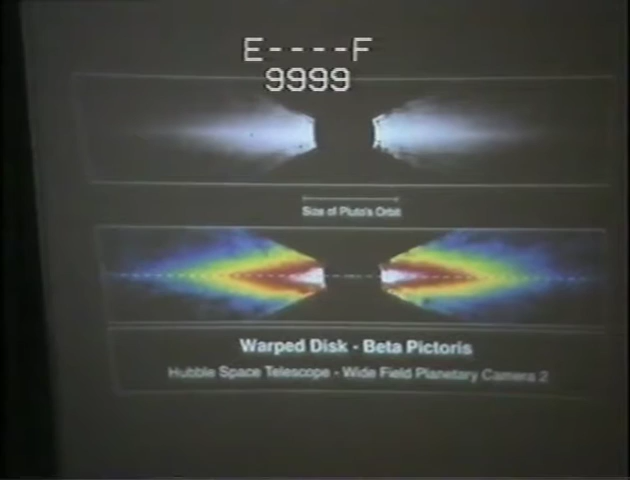 E----F
9999
Size of Pluto's Orbit
Warped Disk - Beta Pictoris
Hubble Space Telescope - Wide Field Planetary Camera 2